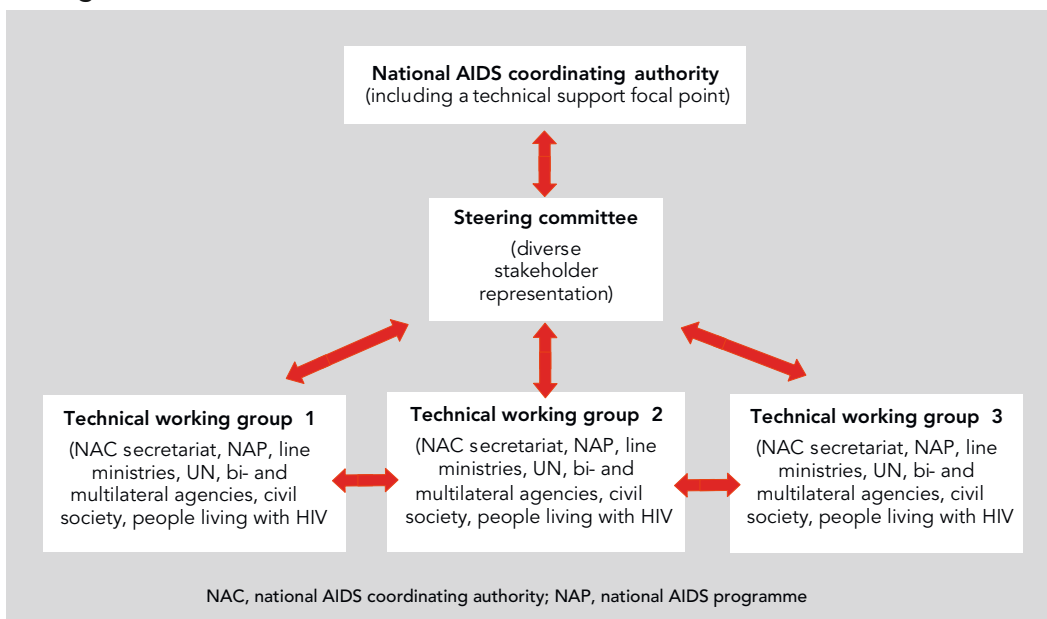 National AIDS coordinating authority
(including a technical support focal point)
Steering committee
(diverse
stakeholder
representation)
Technical working group 1
(NAC secretariat, NAP, line
ministries, UN, bi- and
multilateral agencies, civil
society, people living with HIV
Technical working group 2
(NAC secretariat, NAP, line
ministries, UN, bi- and
multilateral agencies, civil
society, people living with HIV
Technical working group 3
(NAC secretariat, NAP, line
ministries, UN, bi- and
multilateral agencies, civil
society, people living with HIV
NAC, national AIDS coordinating authority; NAP, national AIDS programme